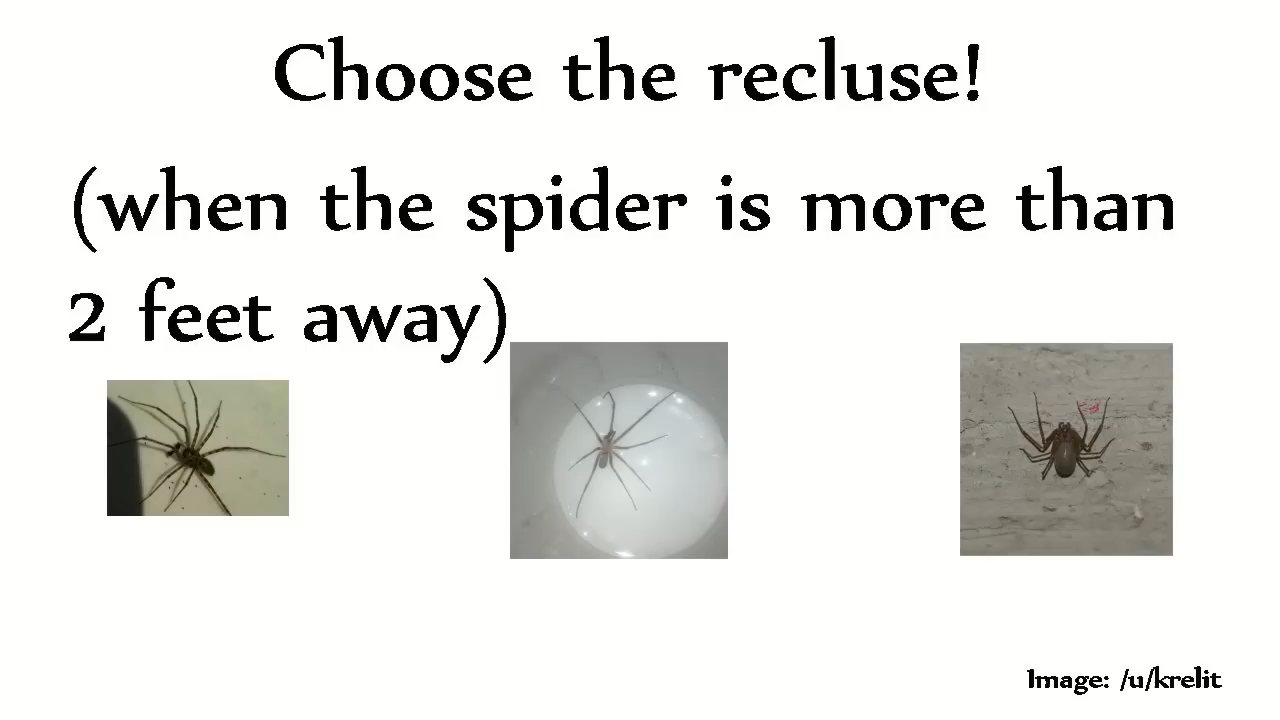 Choose the recluse!
(when the spider is more than
2 feet away)
Image: /u/krelit